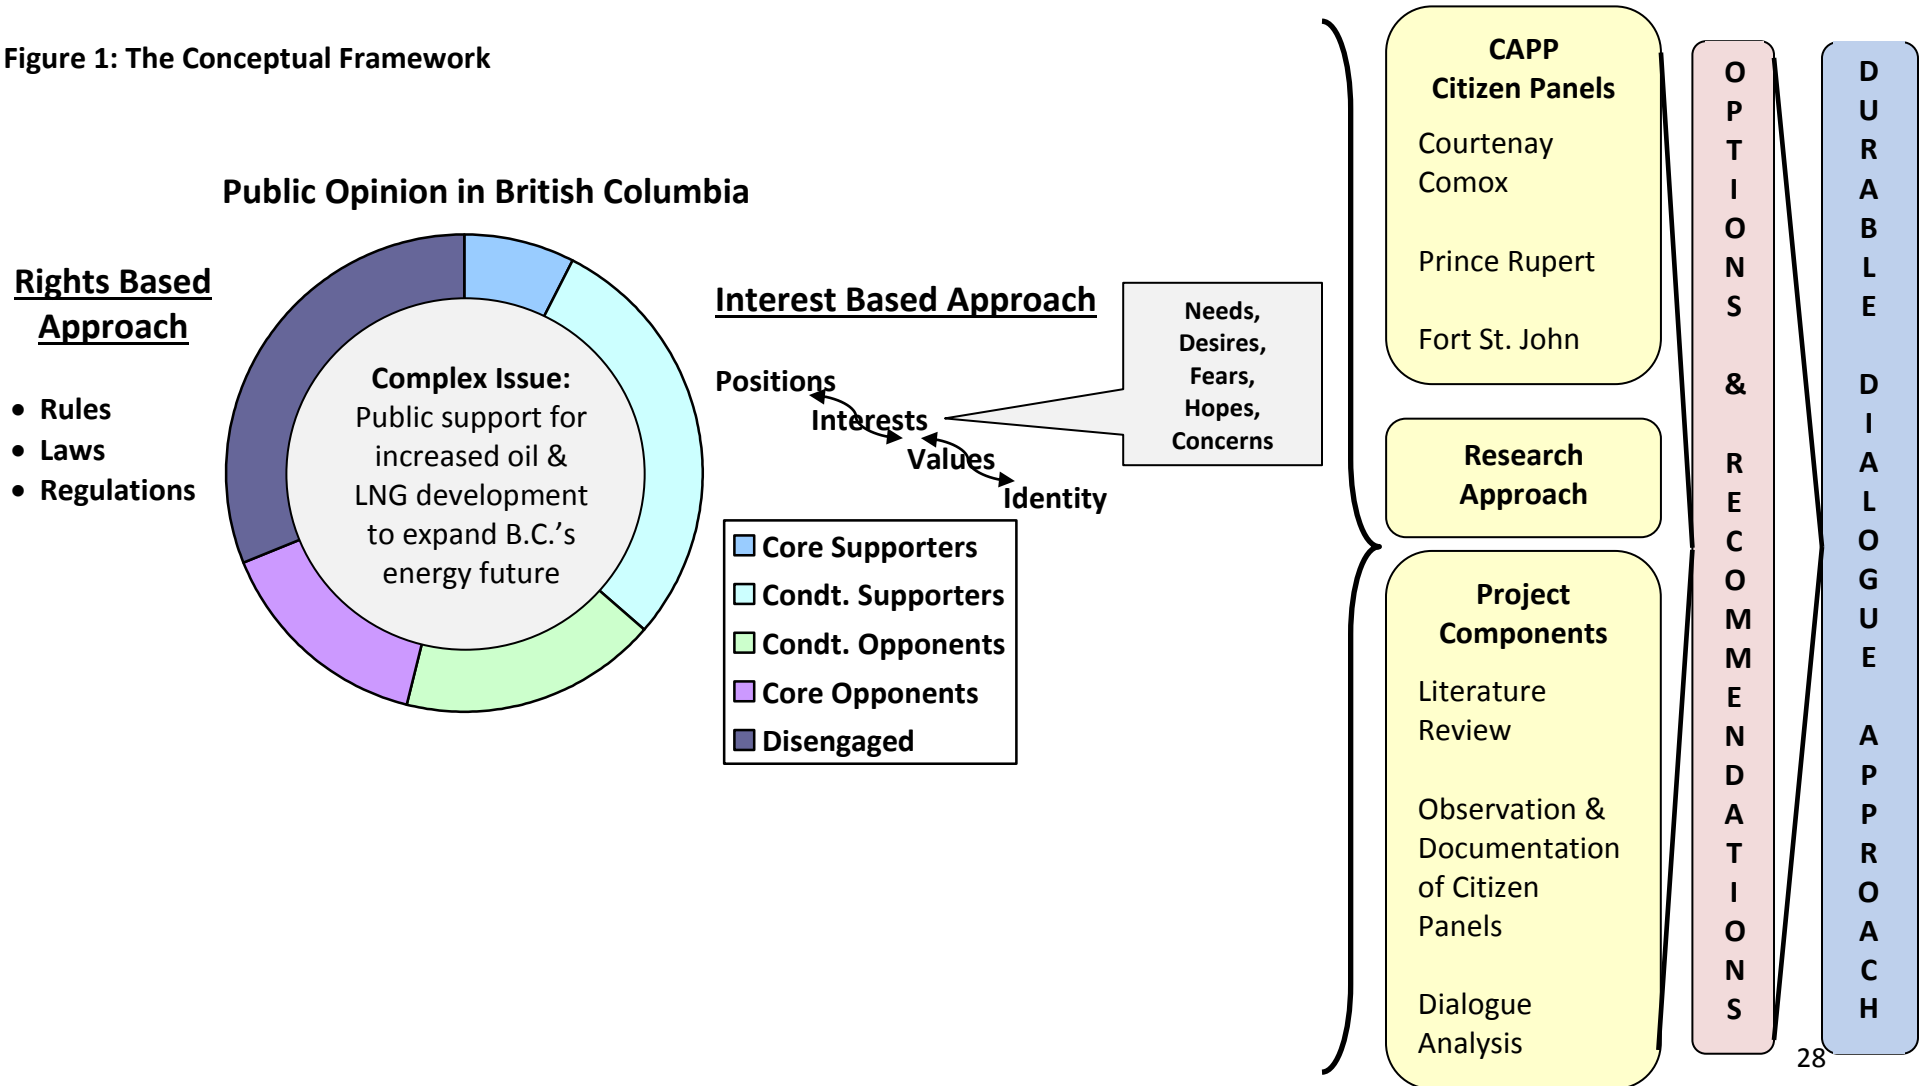 Figure 1: The Conceptual Framework
Public Opinion in British Columbia
Rights Based
Approach
• Rules
• Laws
• Regulations
Complex Issue:
Public support for
increased oil &
LNG development
to expand B.C.'s
energy future
Interest Based Approach
Positions
Interests
Values
Identity
Needs,
Desires,
Fears,
Hopes,
Concerns
Core Supporters
Condt. Supporters
Condt. Opponents
Core Opponents
Disengaged
CAPP
Citizen Panels
Courtenay
Comox
Prince Rupert
Fort St. John
Research
Approach
Project
Components
Literature
Review
Observation &
Documentation
of Citizen
Panels
Dialogue
Analysis
OPTIONS & RECOMMENDATIONS
DURABLE DIALOGUE APPROACH
28